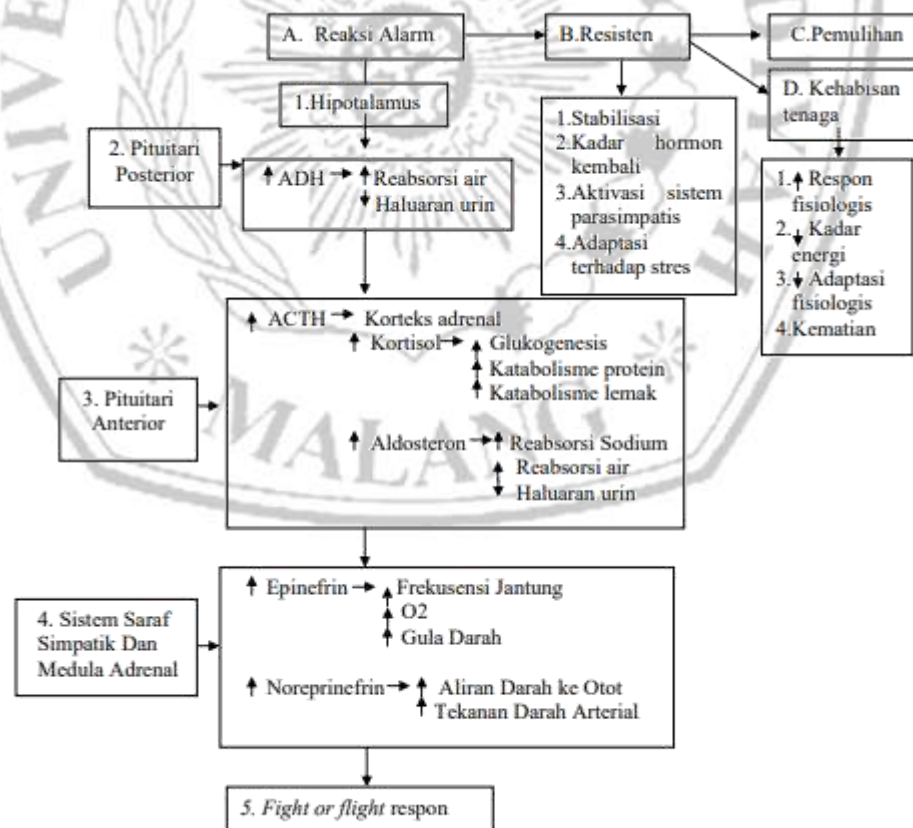 A. Reaksi Alarm
B.Resisten
C.Pemulihan
D. Kehabisan
tenaga
1.Hipotalamus
1.Stabilisasi
2.Kadar hormon
kembali
3.Aktivasi sistem
parasimpatis
4.Adaptasi
terhadap stres
1.↑ Respon
fisiologis
2.↓ Kadar
energi
3.↓ Adaptasi
fisiologis
4.Kematian
2. Pituitari
Posterior
↑ ADH → ↑ Reabsorsi air
↓ Haluaran urin
3. Pituitari
Anterior
↑ ACTH → Korteks adrenal
↑ Kortisol → ↑ Glukogenesis
↑ Katabolisme protein
↑ Katabolisme lemak
↑ Aldosteron → ↑ Reabsorsi Sodium
↑ Reabsorsi air
↓ Haluaran urin
4. Sistem Saraf
Simpatik Dan
Medula Adrenal
↑ Epinefrin → ↑ Frekusensi Jantung
↑ O2
↑ Gula Darah
↑ Noreprinefrin → ↑ Aliran Darah ke Otot
↑ Tekanan Darah Arterial
5. Fight or flight respon
UNIVE
MALANG